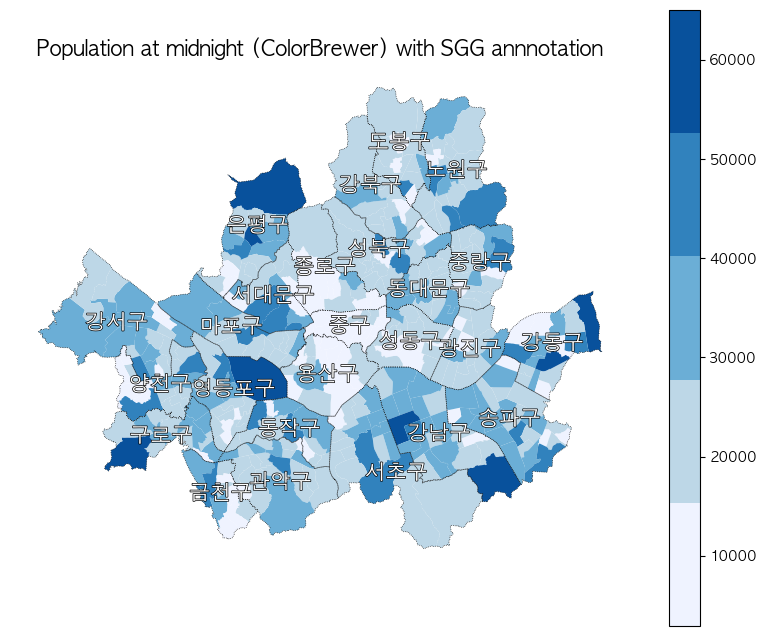 Population at midnight (ColorBrewer) with SGG annnotation
60000
50000
40000
30000
20000
10000
도봉구
노원구
강북구
은평구
성북구
중랑구
종로구
동대문구
서대문구
강서구
마포구
중구
성동구
광진구
강동구
용산구
양천구
영등포구
송파구
동작구
강남구
구로구
서초구
관악구
금천구